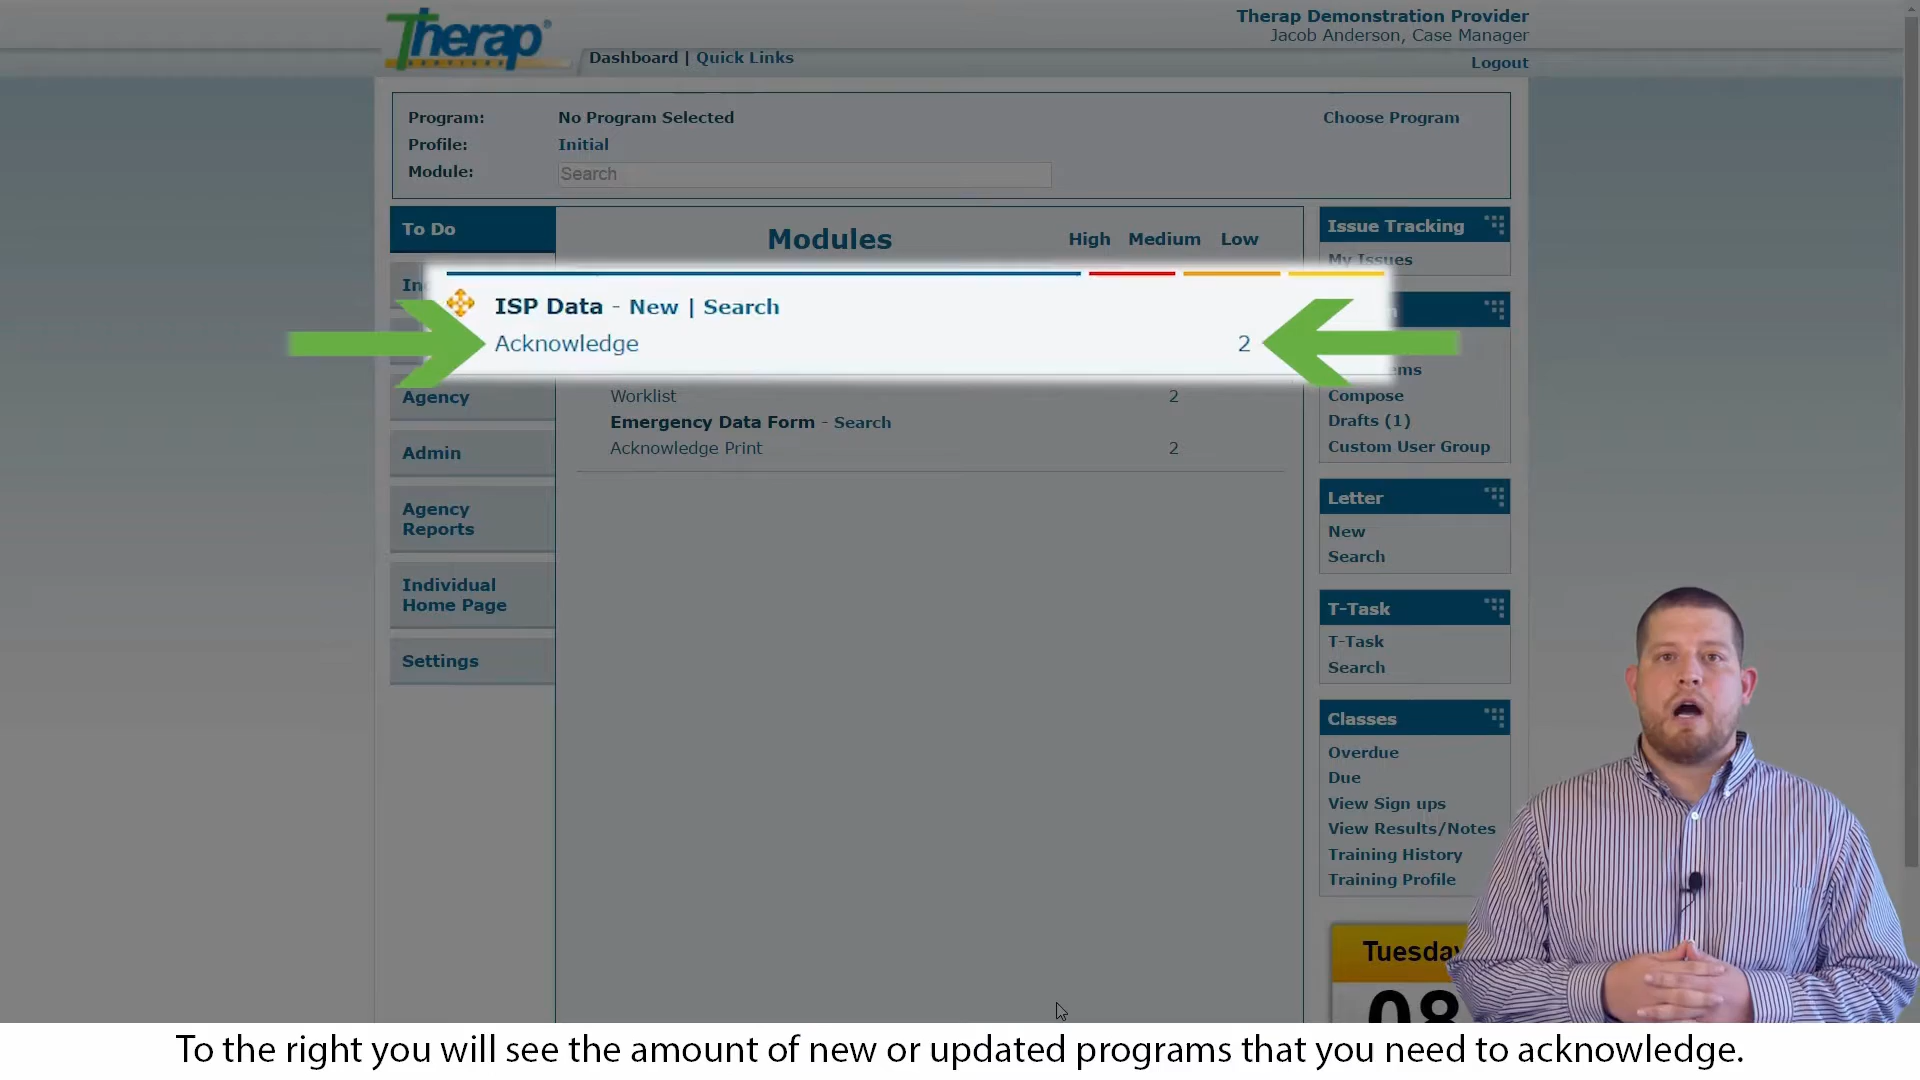 Therap®
SERVICES
Dashboard | Quick Links
Therap Demonstration Provider
Jacob Anderson, Case Manager
Logout
Program: No Program Selected Choose Program
Profile: Initial
Module: Search
To Do
Agency
Admin
Agency
Reports
Individual
Home Page
Settings
Modules High Medium Low
ISP Data - New | Search
Acknowledge 2
Worklist 2
Emergency Data Form - Search
Acknowledge Print 2
Issue Tracking
My Issues
Compose
Drafts (1)
Custom User Group
Letter
New
Search
T-Task
T-Task
Search
Classes
Overdue
Due
View Sign ups
View Results/Notes
Training History
Training Profile
Tuesday
08
To the right you will see the amount of new or updated programs that you need to acknowledge.